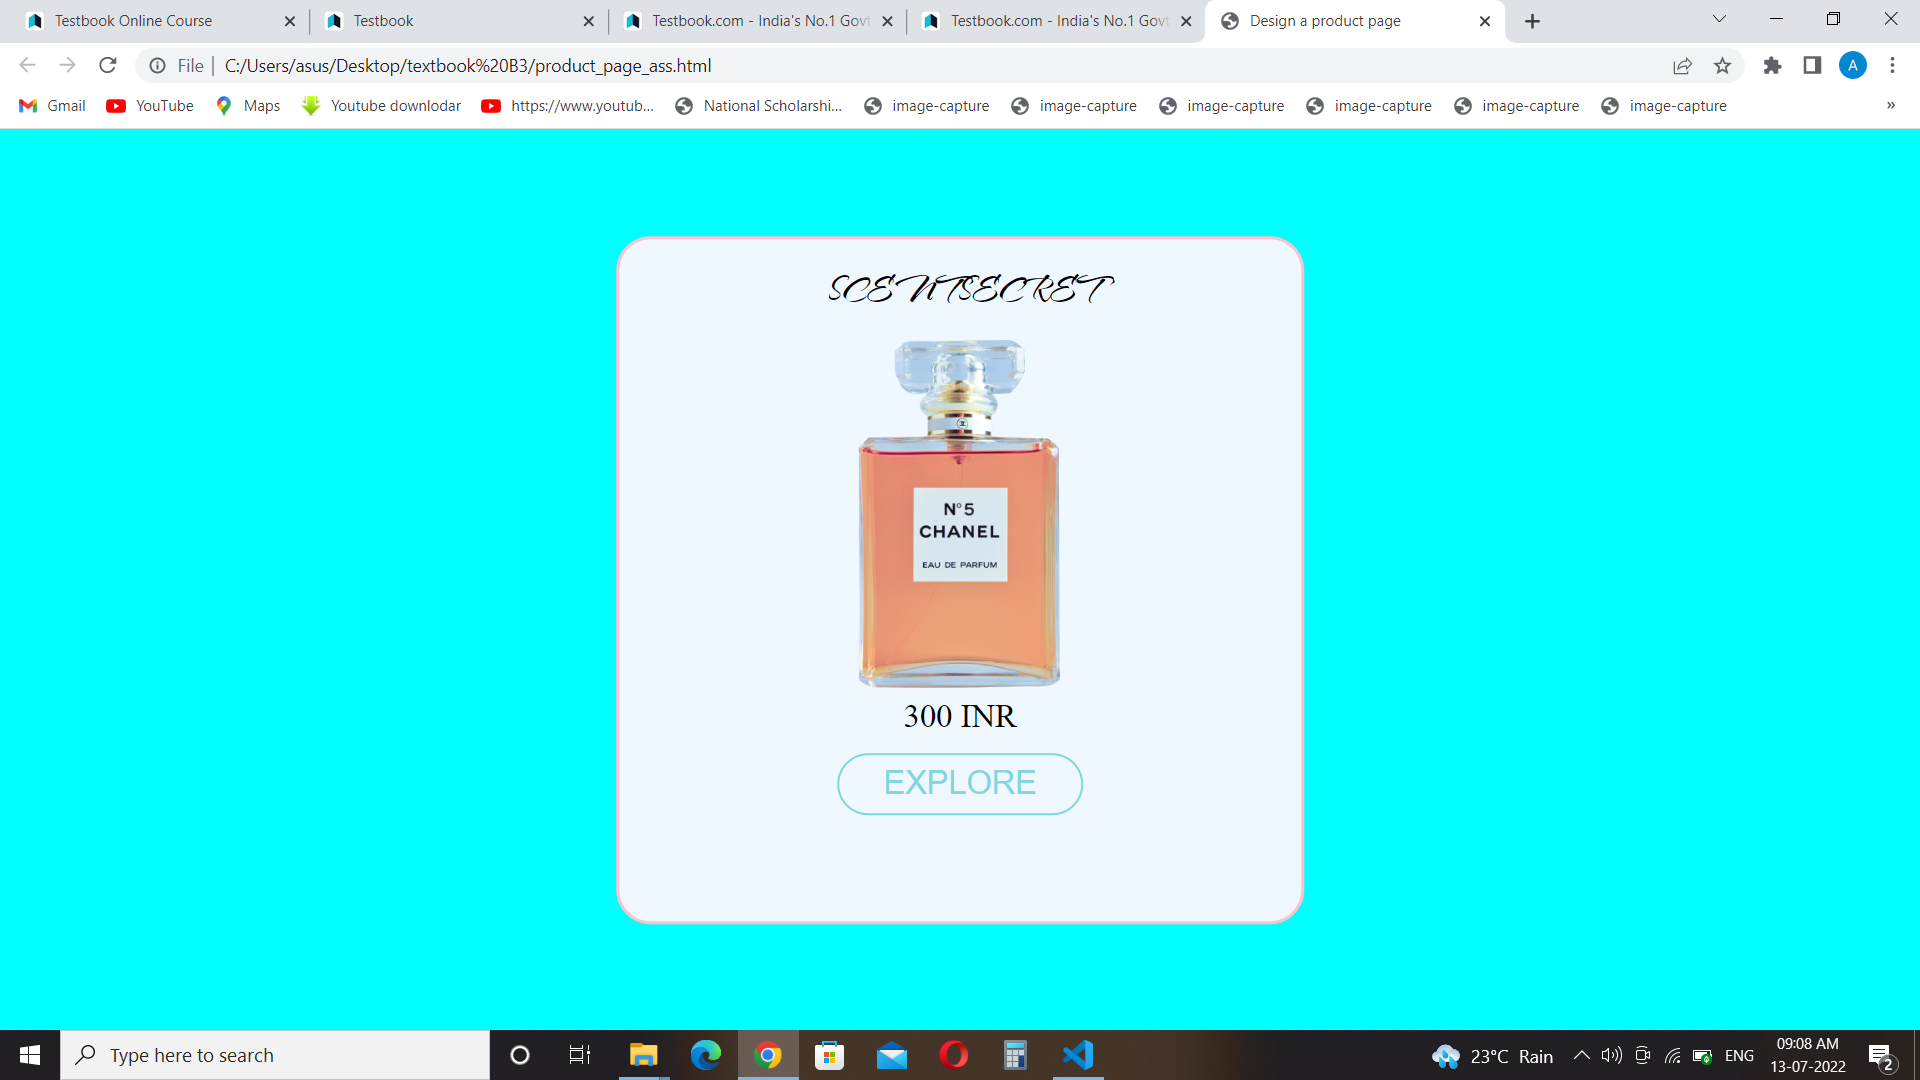 Testbook Online Course
Testbook
Testbook.com - India's No.1 Govt
Testbook.com - India's No.1 Govt
Design a product page
File
C:/Users/asus/Desktop/textbook%20B3/product_page_ass.html
A
Gmail
YouTube
Maps
Youtube downlodar
https://www.youtub...
National Scholarshi...
image-capture
image-capture
image-capture
image-capture
image-capture
image-capture
»
SCENTSECRET
N°5
CHANEL
EAU DE PARFUM
300 INR
EXPLORE
Type here to search
23°C Rain
ENG
09:08 AM
13-07-2022
2